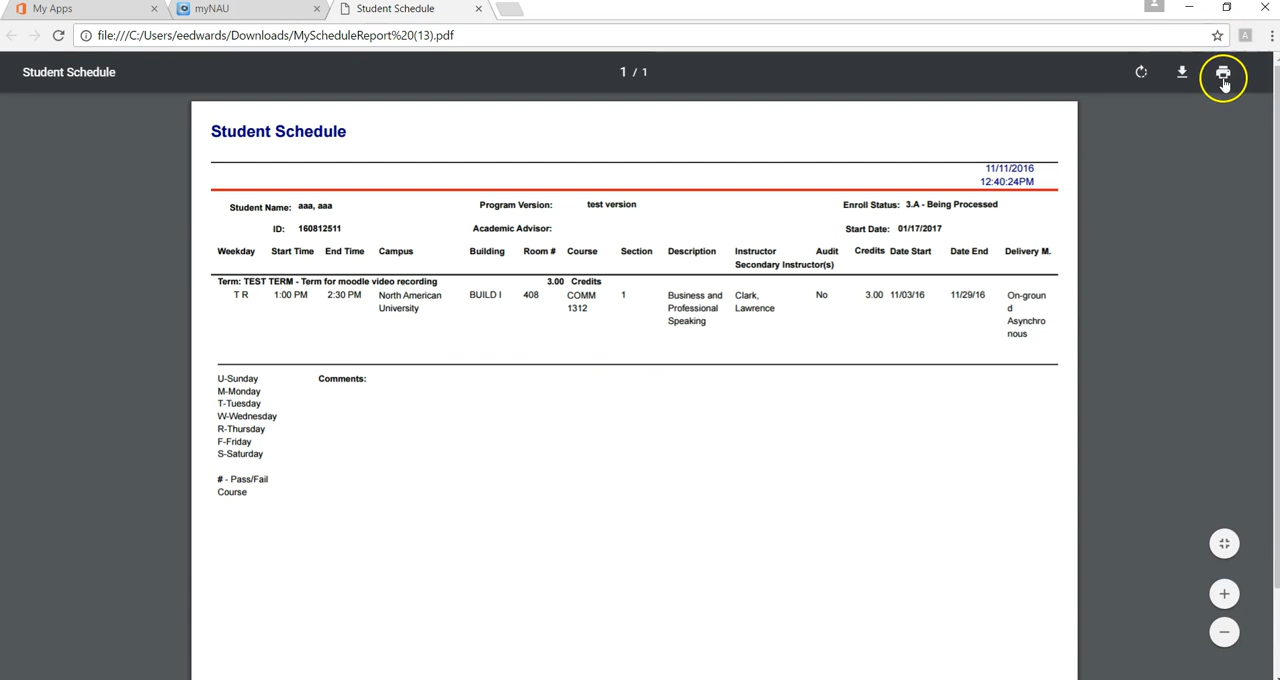 My Apps
myNAU
Student Schedule
file:///C:/Users/eedwards/Downloads/MyScheduleReport%20(13).pdf
A
Student Schedule
1 / 1
Student Schedule
11/11/2016
12:40:24PM
Student Name: aaa, aaa Program Version: test version Enroll Status: 3.A - Being Processed
ID: 160812511 Academic Advisor: Start Date: 01/17/2017
Weekday Start Time End Time Campus Building Room # Course Section Description Instructor Audit Credits Date Start Date End Delivery M.
Secondary Instructor(s)
Term: TEST TERM - Term for moodle video recording 3.00 Credits
T R 1:00 PM 2:30 PM North American BUILD I 408 COMM 1 Business and Clark, No 3.00 11/03/16 11/29/16 On-groun
University 1312 Professional Lawrence d
Speaking Asynchro
nous
U-Sunday Comments:
M-Monday
T-Tuesday
W-Wednesday
R-Thursday
F-Friday
S-Saturday
# - Pass/Fail
Course